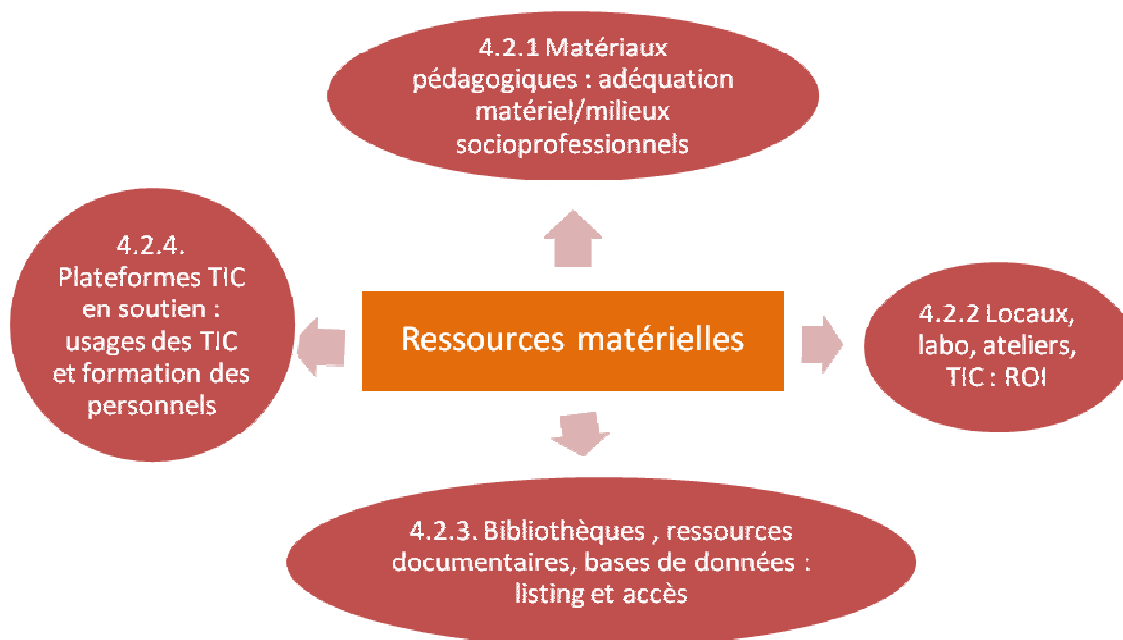 4.2.1 Matériaux
pédagogiques : adéquation
matériel/milieux
socioprofessionnels
4.2.4.
Plateformes TIC
en soutien :
usages des TIC
et formation des
personnels
Ressources matérielles
4.2.2 Locaux,
labo, ateliers,
TIC : ROI
4.2.3. Bibliothèques , ressources
documentaires, bases de données :
listing et accès